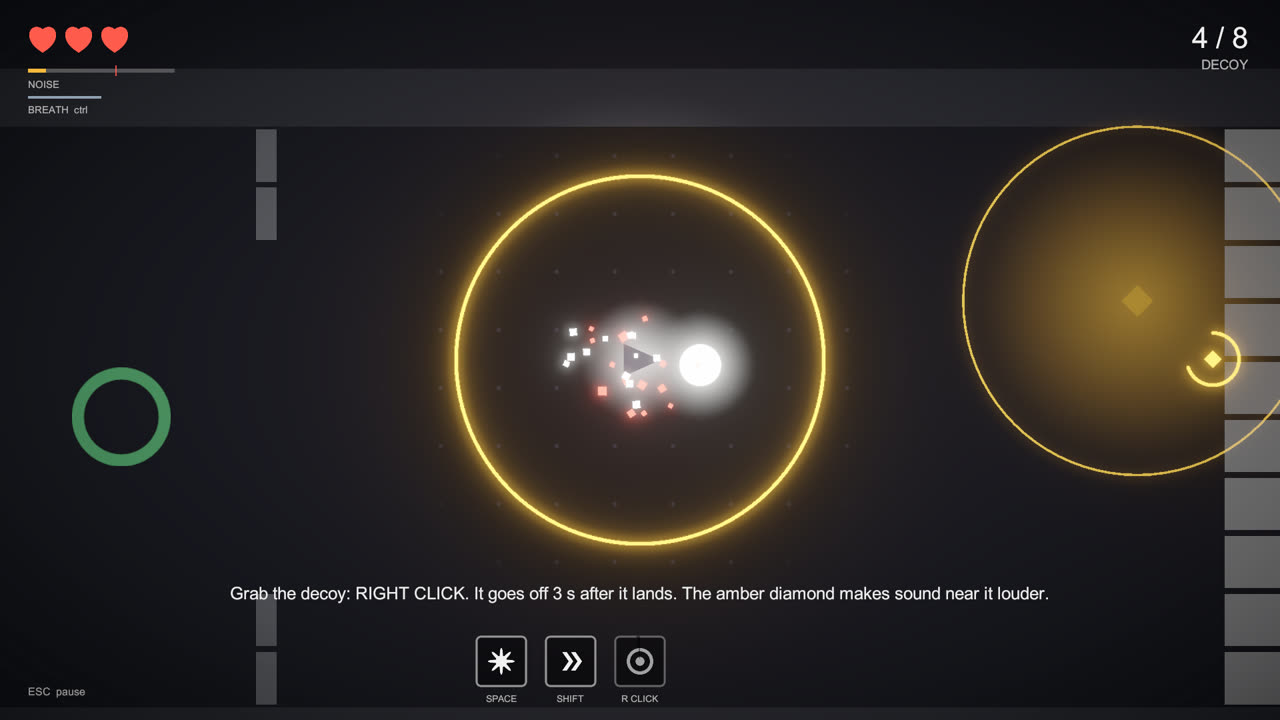 4 / 8
DECOY
NOISE
BREATH ctrl
Grab the decoy: RIGHT CLICK. It goes off 3 s after it lands. The amber diamond makes sound near it louder.
SPACE
SHIFT
R CLICK
ESC pause